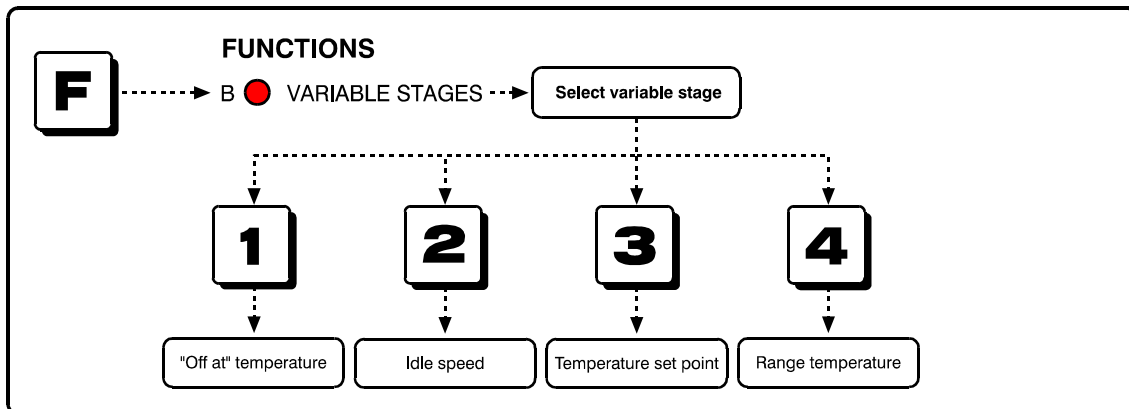 FUNCTIONS
F
B VARIABLE STAGES
Select variable stage
1
2
3
4
"Off at" temperature
Idle speed
Temperature set point
Range temperature